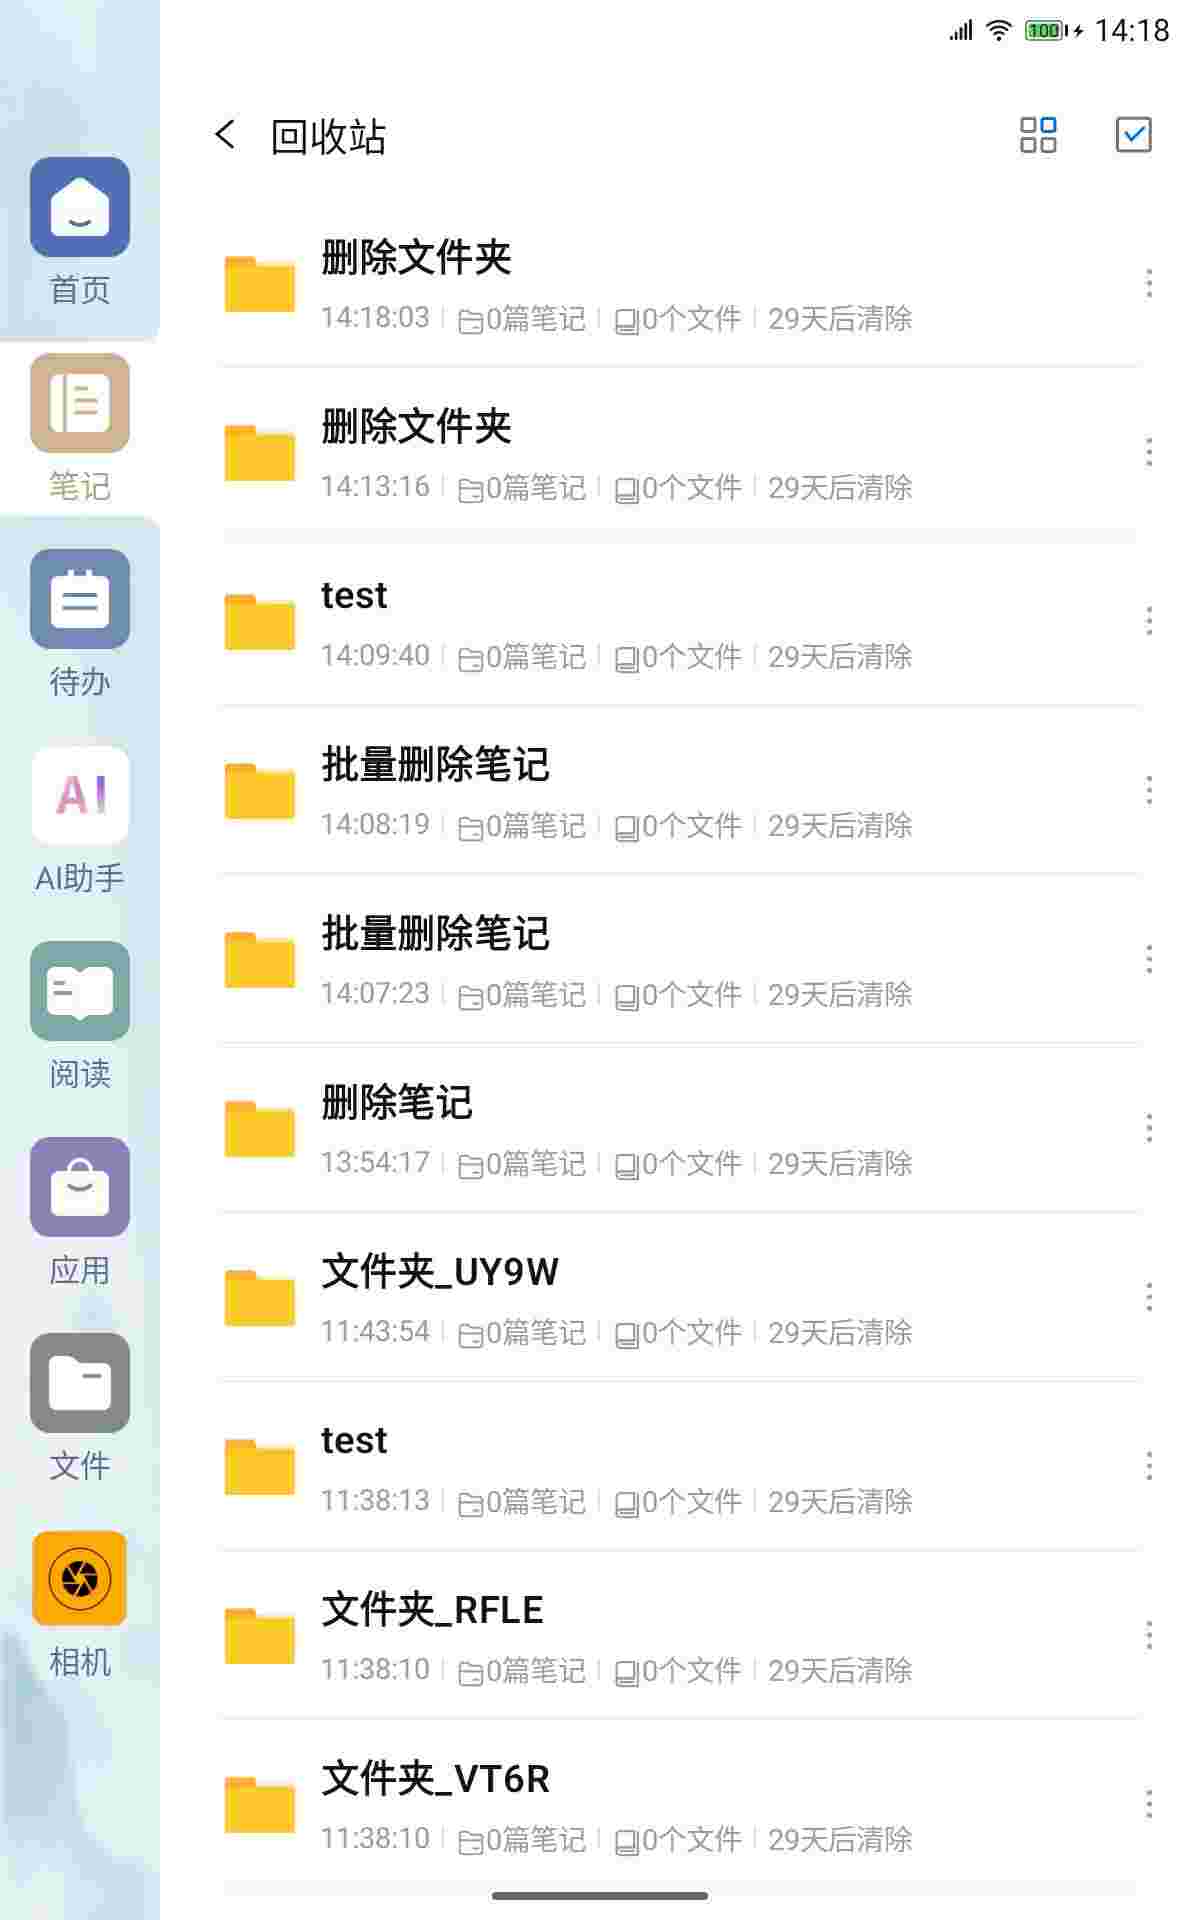 100 14:18
回收站
首页
笔记
待办
AI
AI助手
阅读
应用
文件
相机
删除文件夹
14:18:03 0篇笔记 0个文件 29天后清除
删除文件夹
14:13:16 0篇笔记 0个文件 29天后清除
test
14:09:40 0篇笔记 0个文件 29天后清除
批量删除笔记
14:08:19 0篇笔记 0个文件 29天后清除
批量删除笔记
14:07:23 0篇笔记 0个文件 29天后清除
删除笔记
13:54:17 0篇笔记 0个文件 29天后清除
文件夹_UY9W
11:43:54 0篇笔记 0个文件 29天后清除
test
11:38:13 0篇笔记 0个文件 29天后清除
文件夹_RFLE
11:38:10 0篇笔记 0个文件 29天后清除
文件夹_VT6R
11:38:10 0篇笔记 0个文件 29天后清除